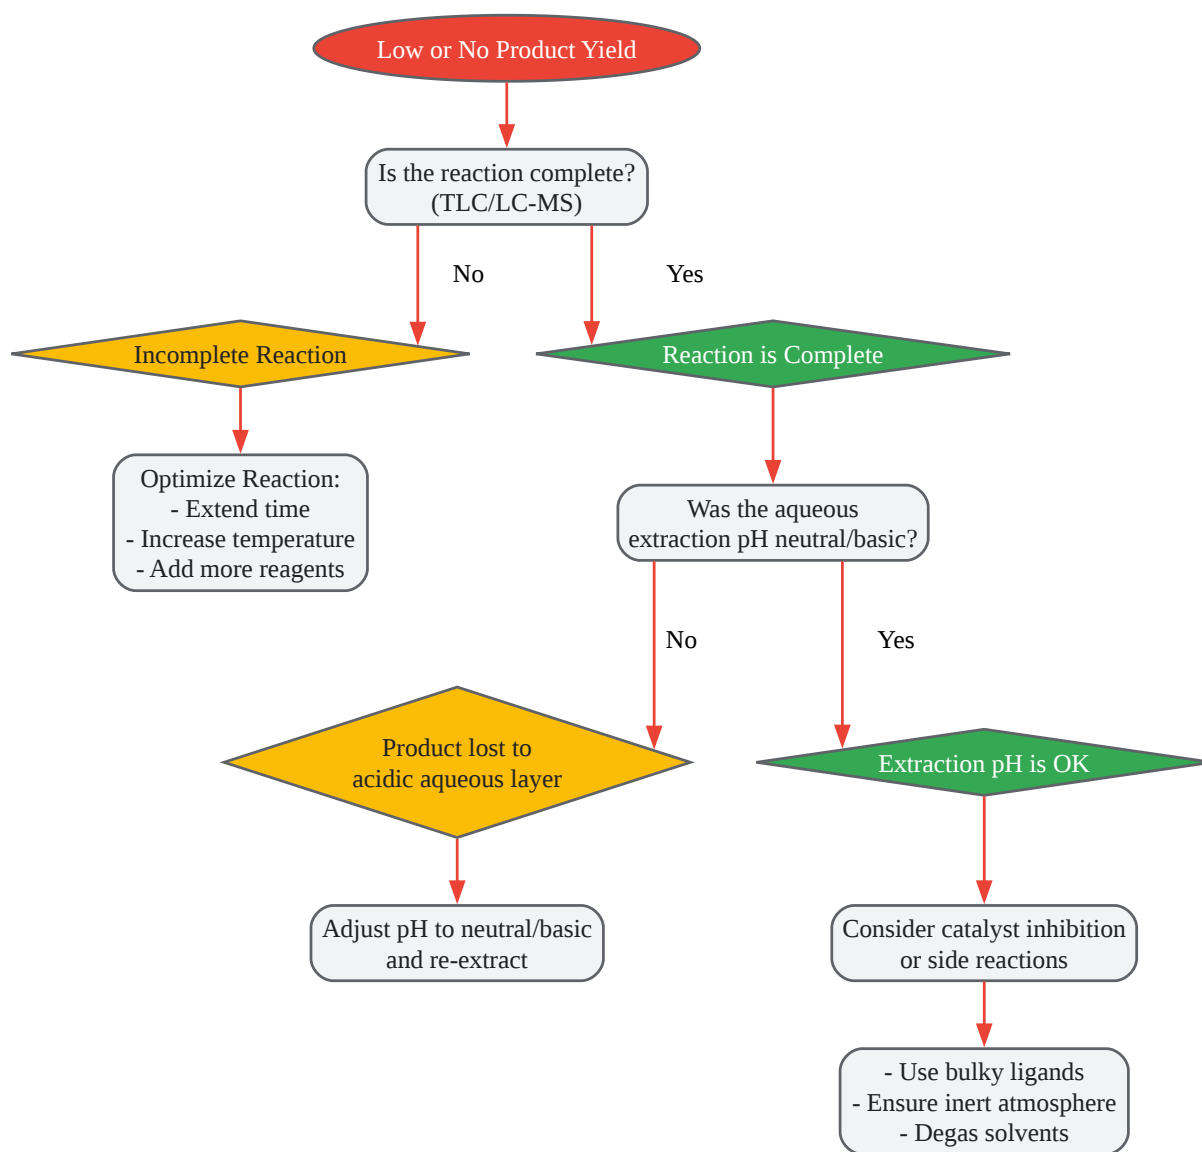 Low or No Product Yield
Is the reaction complete?
(TLC/LC-MS)
No
Yes
Incomplete Reaction
Reaction is Complete
Optimize Reaction:
- Extend time
- Increase temperature
- Add more reagents
Was the aqueous
extraction pH neutral/basic?
No
Yes
Product lost to
acidic aqueous layer
Extraction pH is OK
Adjust pH to neutral/basic
and re-extract
Consider catalyst inhibition
or side reactions
- Use bulky ligands
- Ensure inert atmosphere
- Degas solvents